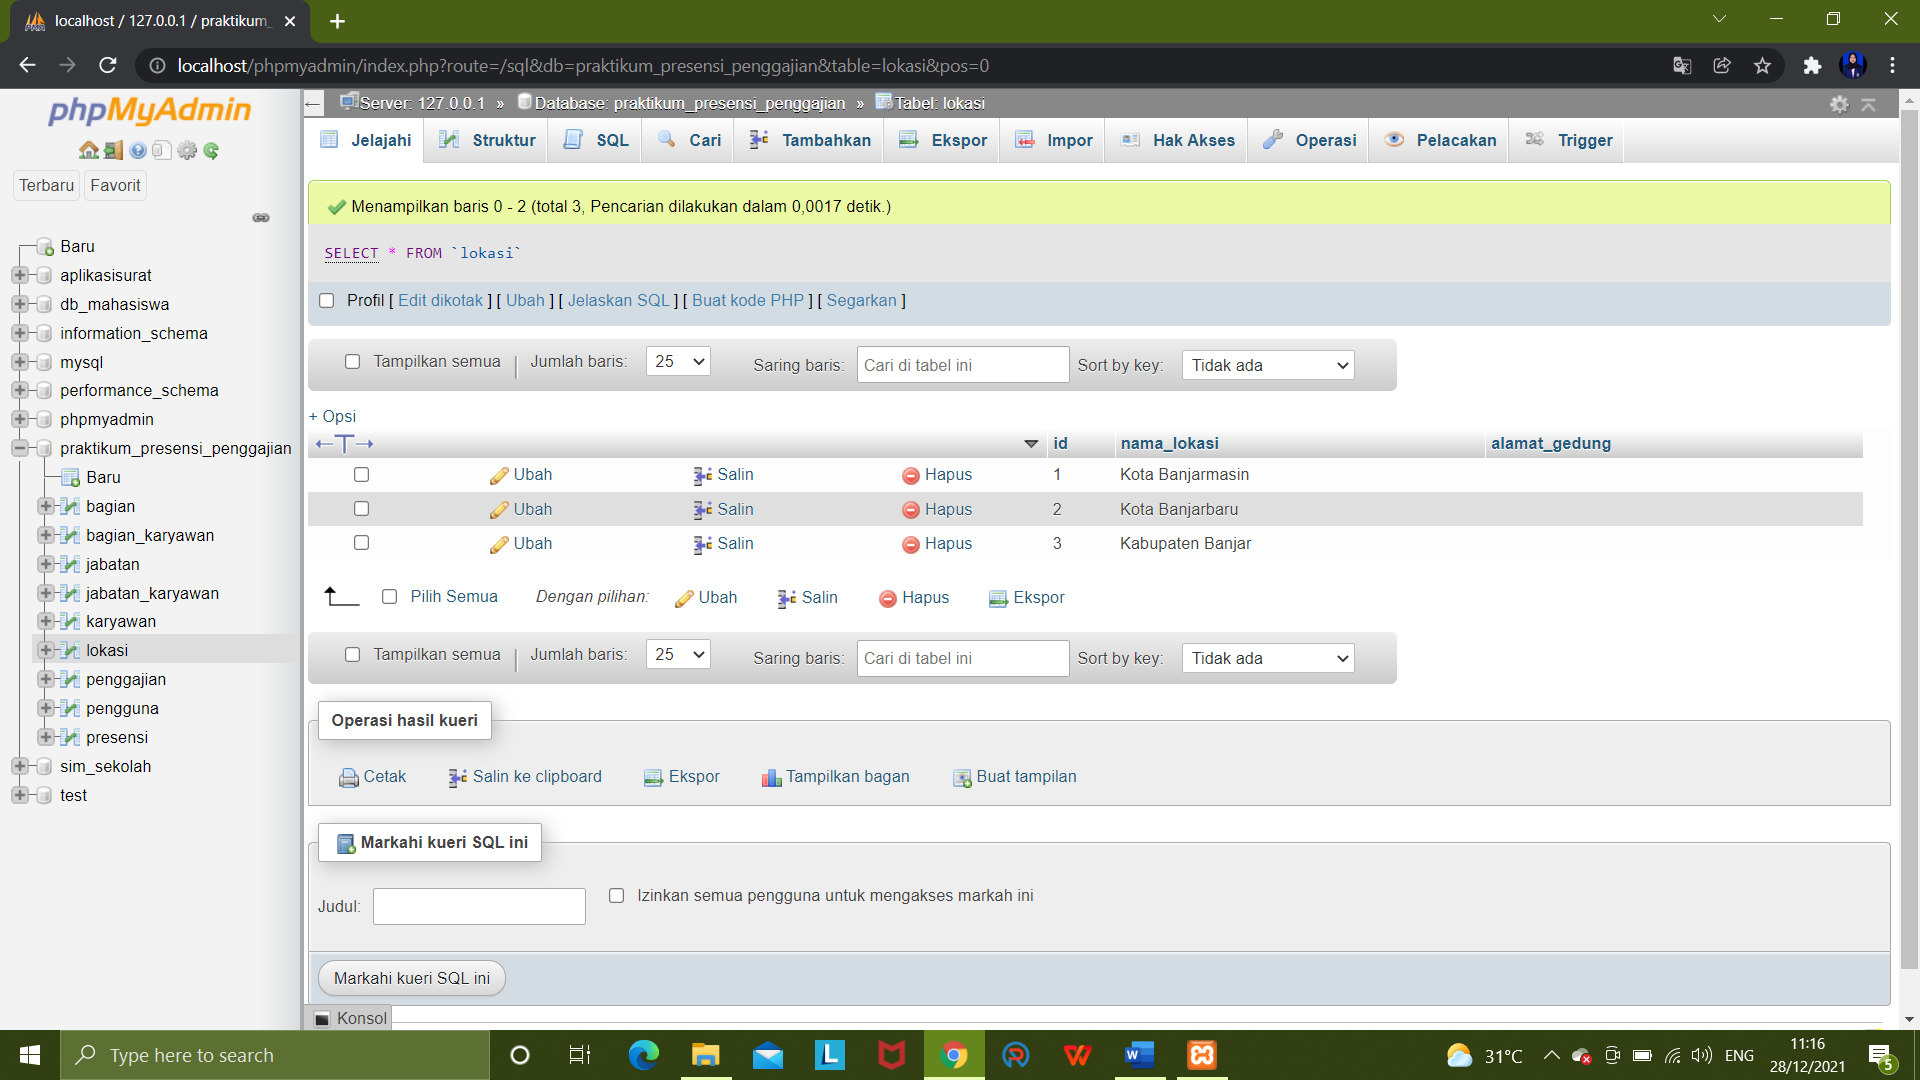 localhost / 127.0.0.1 / praktikum_
localhost/phpmyadmin/index.php?route=/sql&db=praktikum_presensi_penggajian&table=lokasi&pos=0
phpMyAdmin
Terbaru Favorit
Baru
aplikasisurat
db_mahasiswa
information_schema
mysql
performance_schema
phpmyadmin
praktikum_presensi_penggajian
Baru
bagian
bagian_karyawan
jabatan
jabatan_karyawan
karyawan
lokasi
penggajian
pengguna
presensi
sim_sekolah
test
Server: 127.0.0.1 » Database: praktikum_presensi_penggajian » Tabel: lokasi
Jelajahi Struktur SQL Cari Tambahkan Ekspor Impor Hak Akses Operasi Pelacakan Trigger
Menampilkan baris 0 - 2 (total 3, Pencarian dilakukan dalam 0,0017 detik.)
SELECT * FROM `lokasi`
Profil [ Edit dikotak ] [ Ubah ] [ Jelaskan SQL ] [ Buat kode PHP ] [ Segarkan ]
Tampilkan semua Jumlah baris: 25 Saring baris: Cari di tabel ini Sort by key: Tidak ada
+ Opsi
←T→ id nama_lokasi alamat_gedung
Ubah Salin Hapus 1 Kota Banjarmasin
Ubah Salin Hapus 2 Kota Banjarbaru
Ubah Salin Hapus 3 Kabupaten Banjar
Pilih Semua Dengan pilihan: Ubah Salin Hapus Ekspor
Tampilkan semua Jumlah baris: 25 Saring baris: Cari di tabel ini Sort by key: Tidak ada
Operasi hasil kueri
Cetak Salin ke clipboard Ekspor Tampilkan bagan Buat tampilan
Markahi kueri SQL ini
Judul: Izinkan semua pengguna untuk mengakses markah ini
Markahi kueri SQL ini
Konsol
Type here to search
31°C ENG 11:16
28/12/2021
5